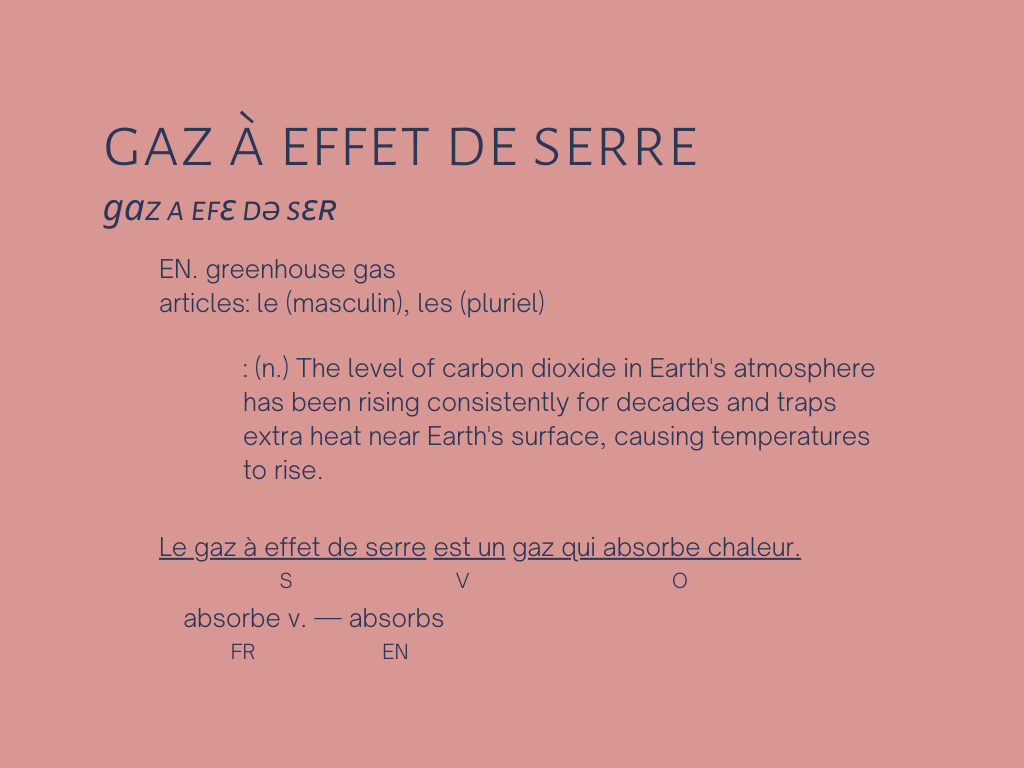 GAZ À EFFET DE SERRE
gaz a efɛ də sɛʀ
EN. greenhouse gas
articles: le (masculin), les (pluriel)
: (n.) The level of carbon dioxide in Earth's atmosphere
has been rising consistently for decades and traps
extra heat near Earth's surface, causing temperatures
to rise.
Le gaz à effet de serre est un gaz qui absorbe chaleur.
S V O
absorbe v. — absorbs
FR EN